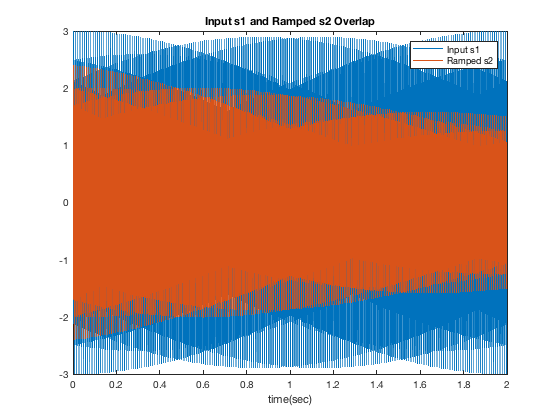 Input s1 and Ramped s2 Overlap
Input s1
Ramped s2
3
2
1
0
-1
-2
-3
0 0.2 0.4 0.6 0.8 1 1.2 1.4 1.6 1.8 2
time(sec)